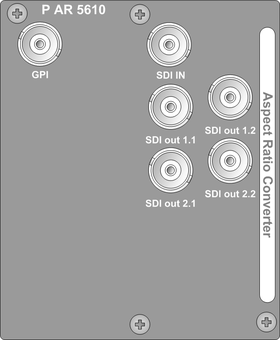 P AR 5610
GPI
SDI IN
SDI out 1.1
SDI out 1.2
SDI out 2.1
SDI out 2.2
Aspect Ratio Converter